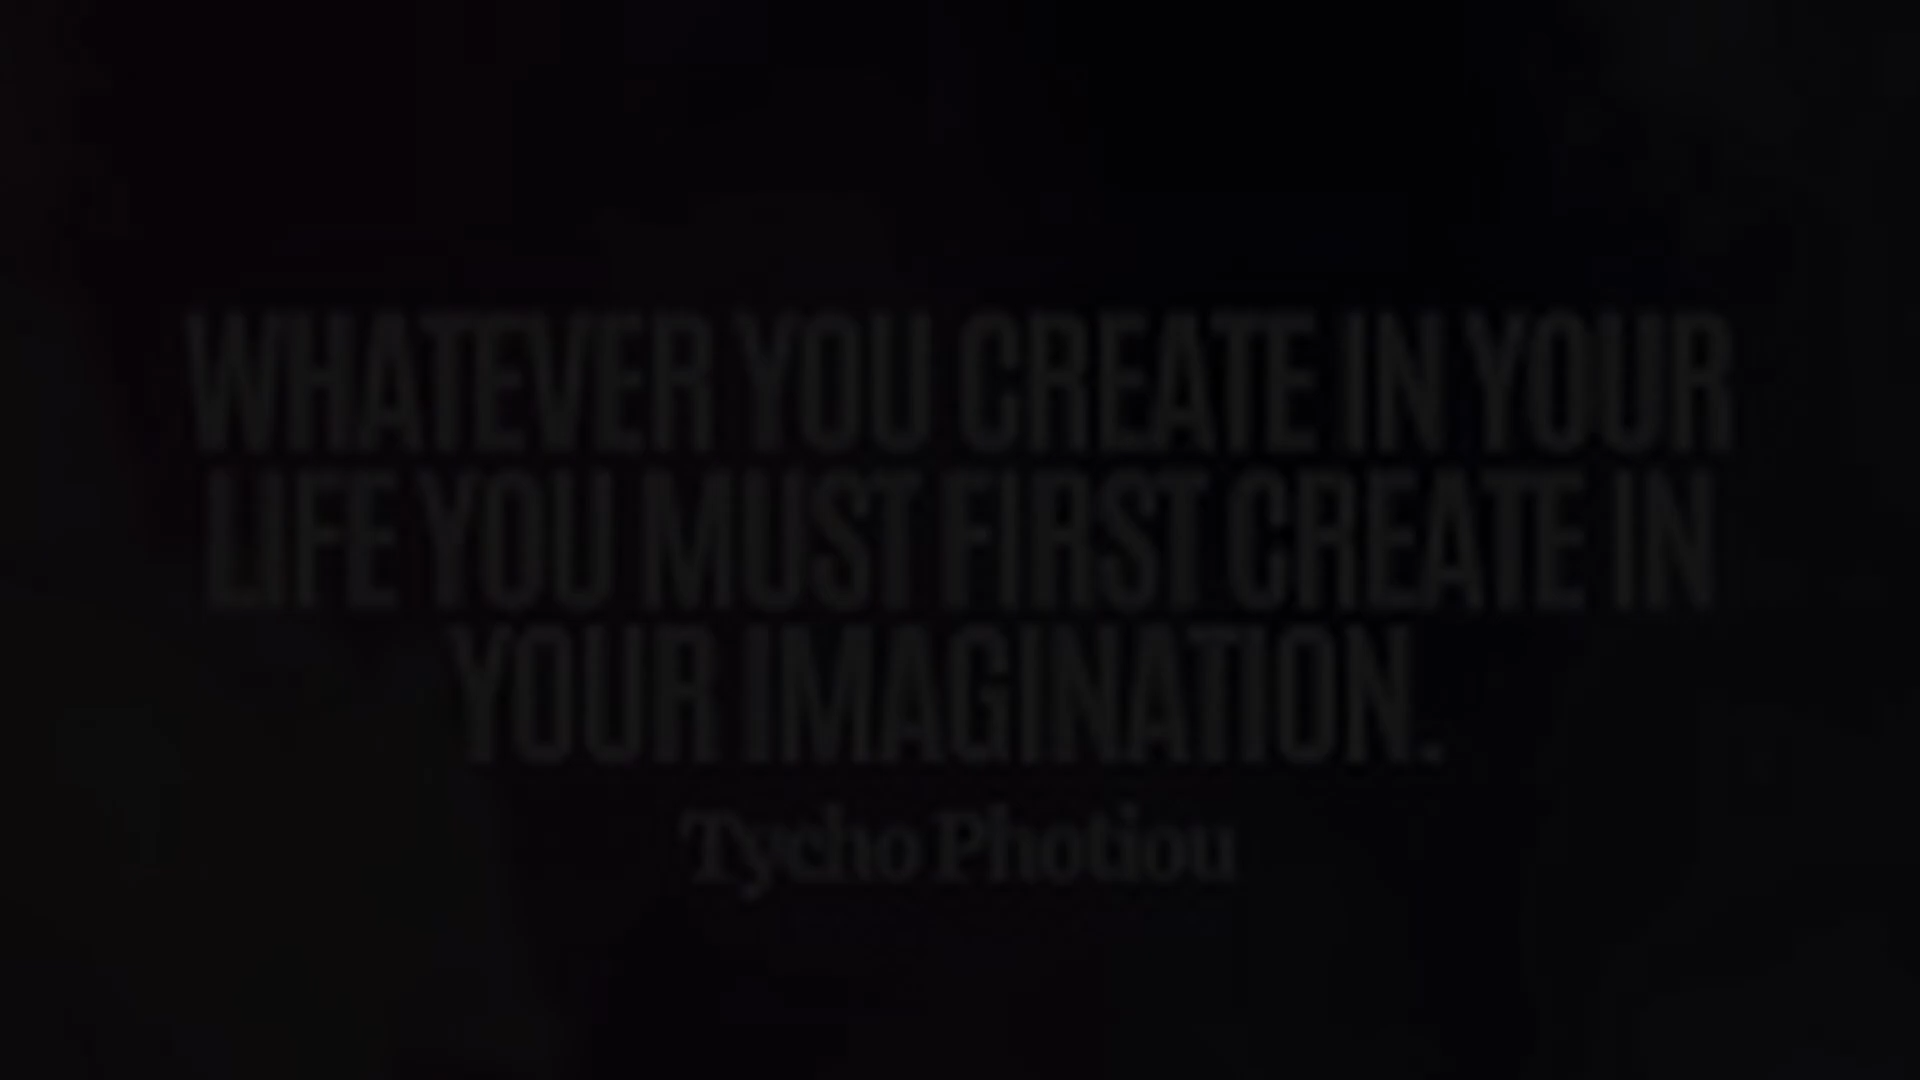 WHATEVER YOU CREATE IN YOUR
LIFE YOU MUST FIRST CREATE IN
YOUR IMAGINATION.
Tycho Photiou